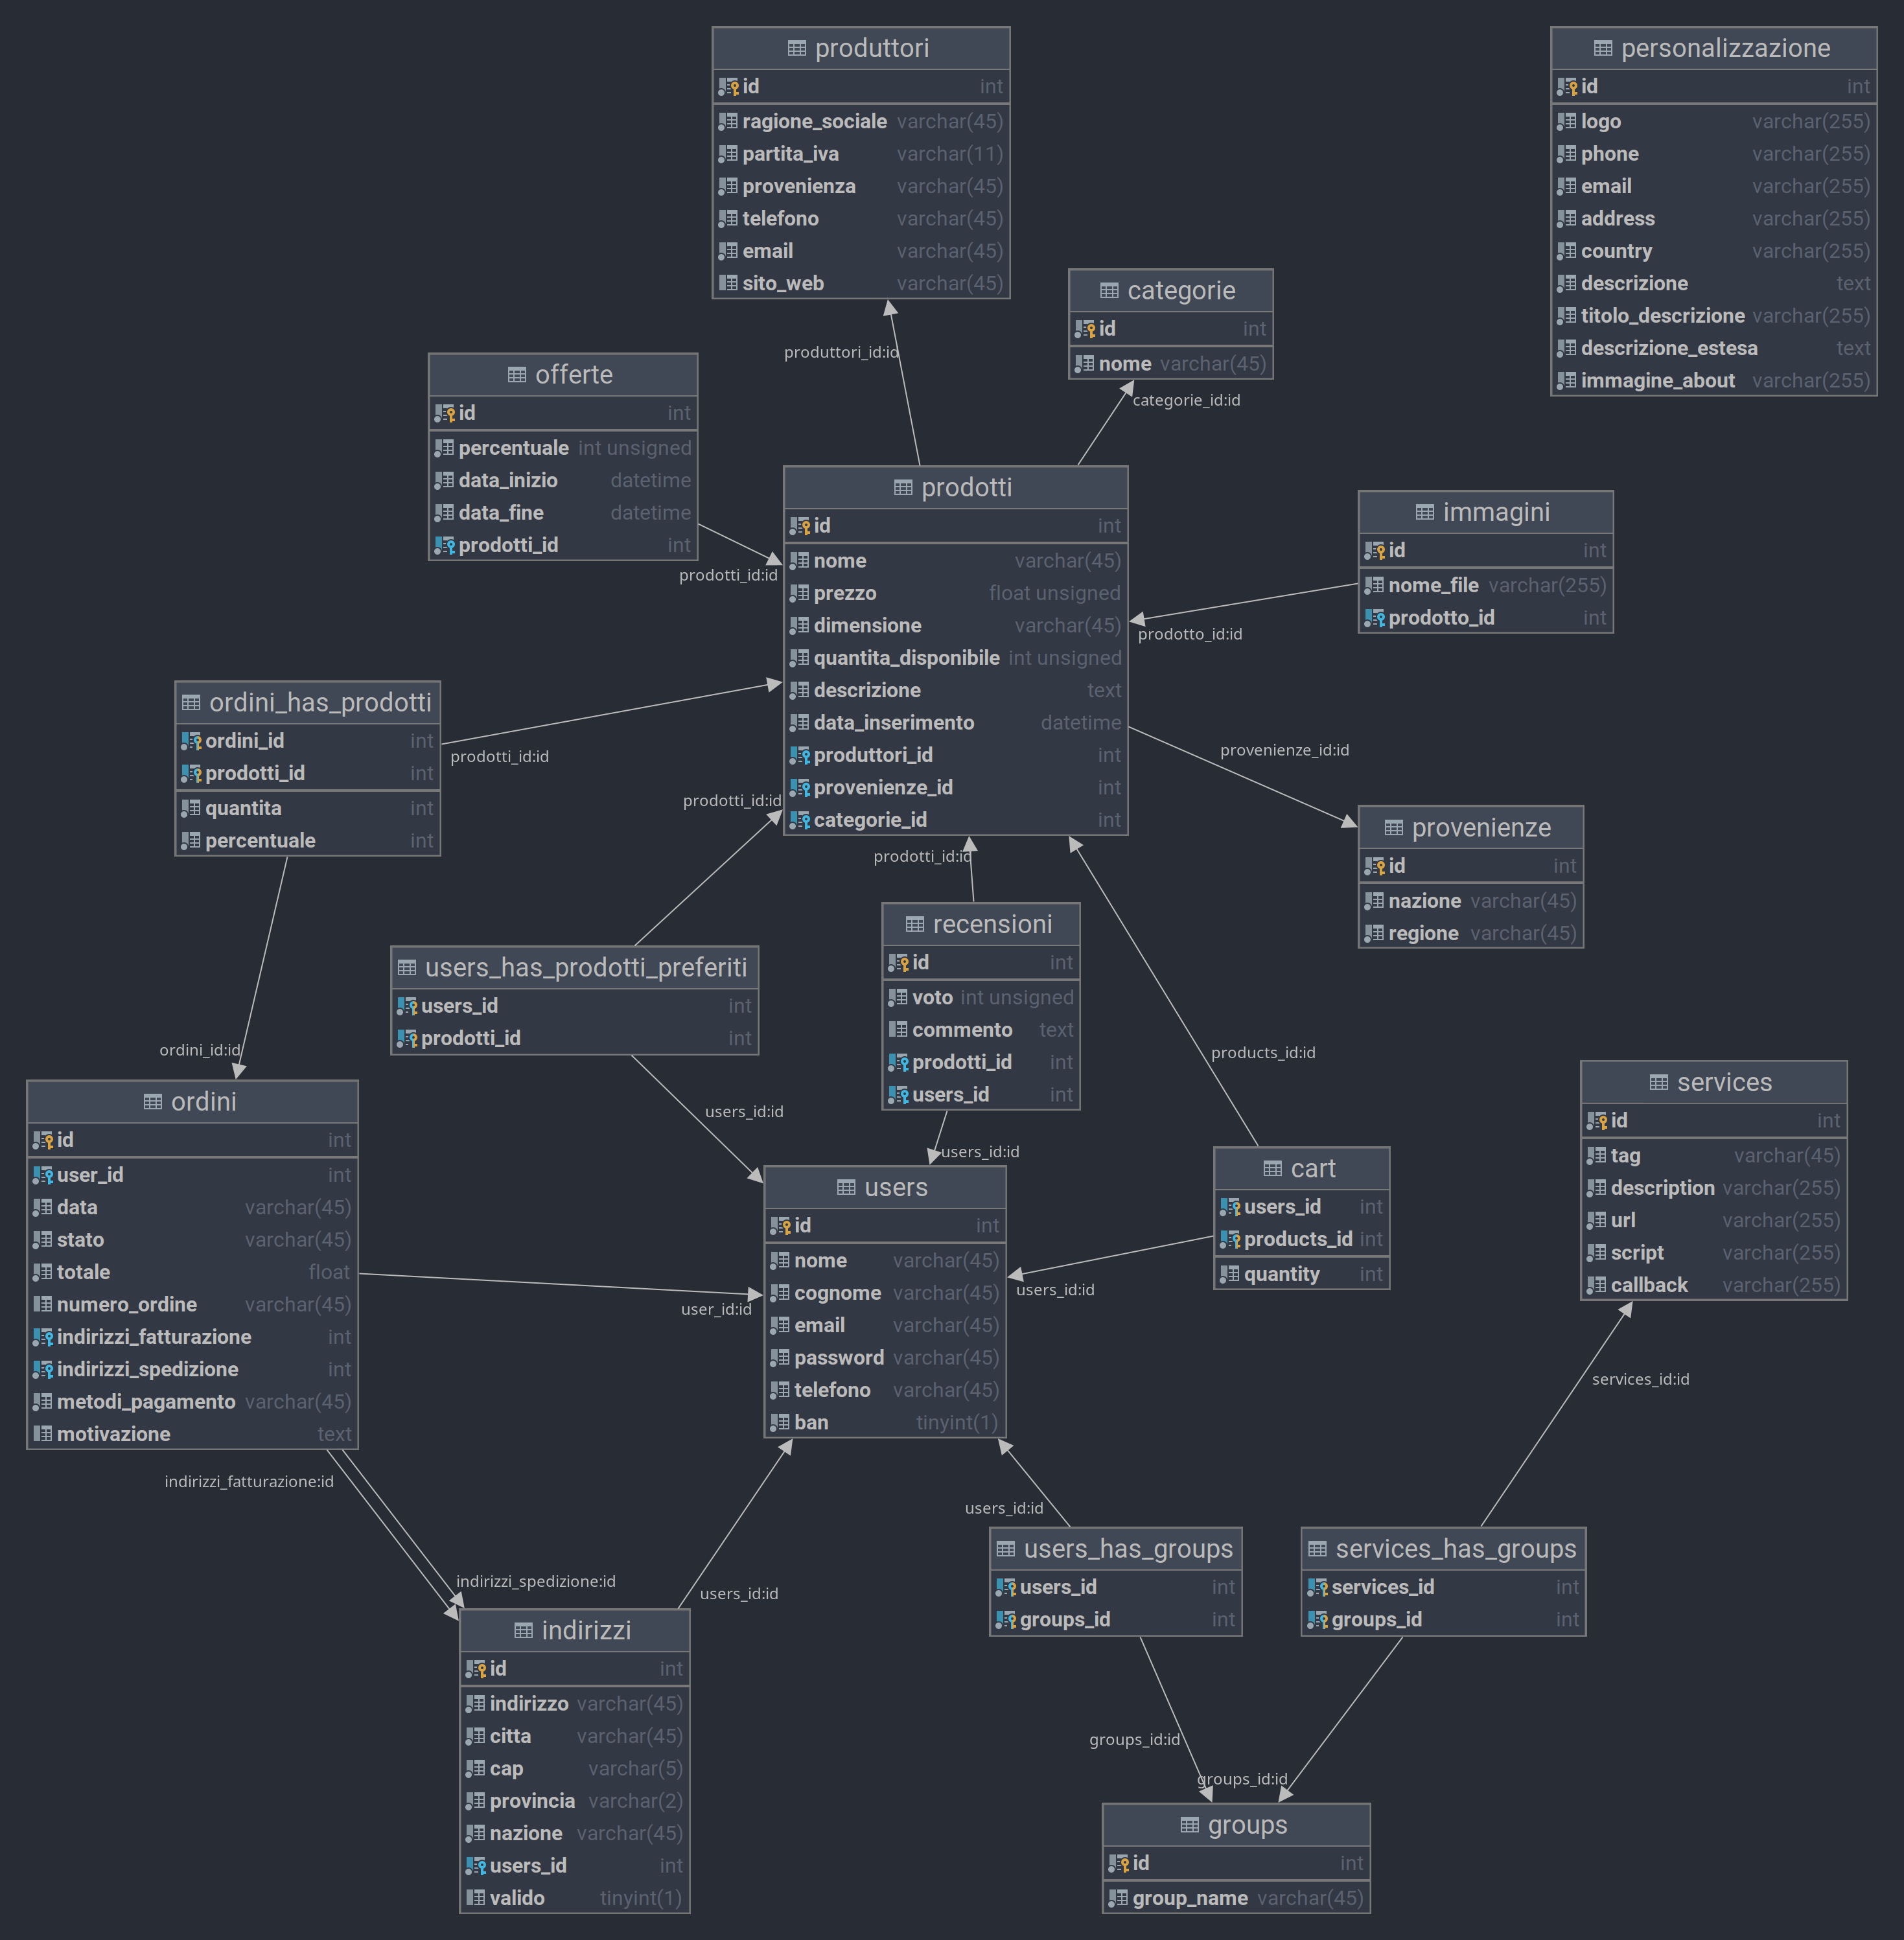 produttori
id int
ragione_sociale varchar(45)
partita_iva varchar(11)
provenienza varchar(45)
telefono varchar(45)
email varchar(45)
sito_web varchar(45)
personalizzazione
id int
logo varchar(255)
phone varchar(255)
email varchar(255)
address varchar(255)
country varchar(255)
descrizione text
titolo_descrizione varchar(255)
descrizione_estesa text
immagine_about varchar(255)
categorie
id int
nome varchar(45)
produttori_id:id
categorie_id:id
offerte
id int
percentuale int unsigned
data_inizio datetime
data_fine datetime
prodotti_id int
prodotti_id:id
prodotti
id int
nome varchar(45)
prezzo float unsigned
dimensione varchar(45)
quantita_disponibile int unsigned
descrizione text
data_inserimento datetime
produttori_id int
provenienze_id int
categorie_id int
immagini
id int
nome_file varchar(255)
prodotto_id int
prodotto_id:id
ordini_has_prodotti
ordini_id int
prodotti_id int
quantita int
percentuale int
prodotti_id:id
provenienze_id:id
prodotti_id:id
prodotti_id:id
provenienze
id int
nazione varchar(45)
regione varchar(45)
users_has_prodotti_preferiti
users_id int
prodotti_id int
recensioni
id int
voto int unsigned
commento text
prodotti_id int
users_id int
ordini_id:id
products_id:id
users_id:id
users_id:id
ordini
id int
user_id int
data varchar(45)
stato varchar(45)
totale float
numero_ordine varchar(45)
indirizzi_fatturazione int
indirizzi_spedizione int
metodi_pagamento varchar(45)
motivazione text
user_id:id
users
id int
nome varchar(45)
cognome varchar(45)
email varchar(45)
password varchar(45)
telefono varchar(45)
ban tinyint(1)
cart
users_id int
products_id int
quantity int
users_id:id
services
id int
tag varchar(45)
description varchar(255)
url varchar(255)
script varchar(255)
callback varchar(255)
services_id:id
indirizzi_fatturazione:id
indirizzi_spedizione:id
users_id:id
users_id:id
users_has_groups
users_id int
groups_id int
services_has_groups
services_id int
groups_id int
indirizzi
id int
indirizzo varchar(45)
citta varchar(45)
cap varchar(5)
provincia varchar(2)
nazione varchar(45)
users_id int
valido tinyint(1)
groups_id:id
groups_id:id
groups
id int
group_name varchar(45)